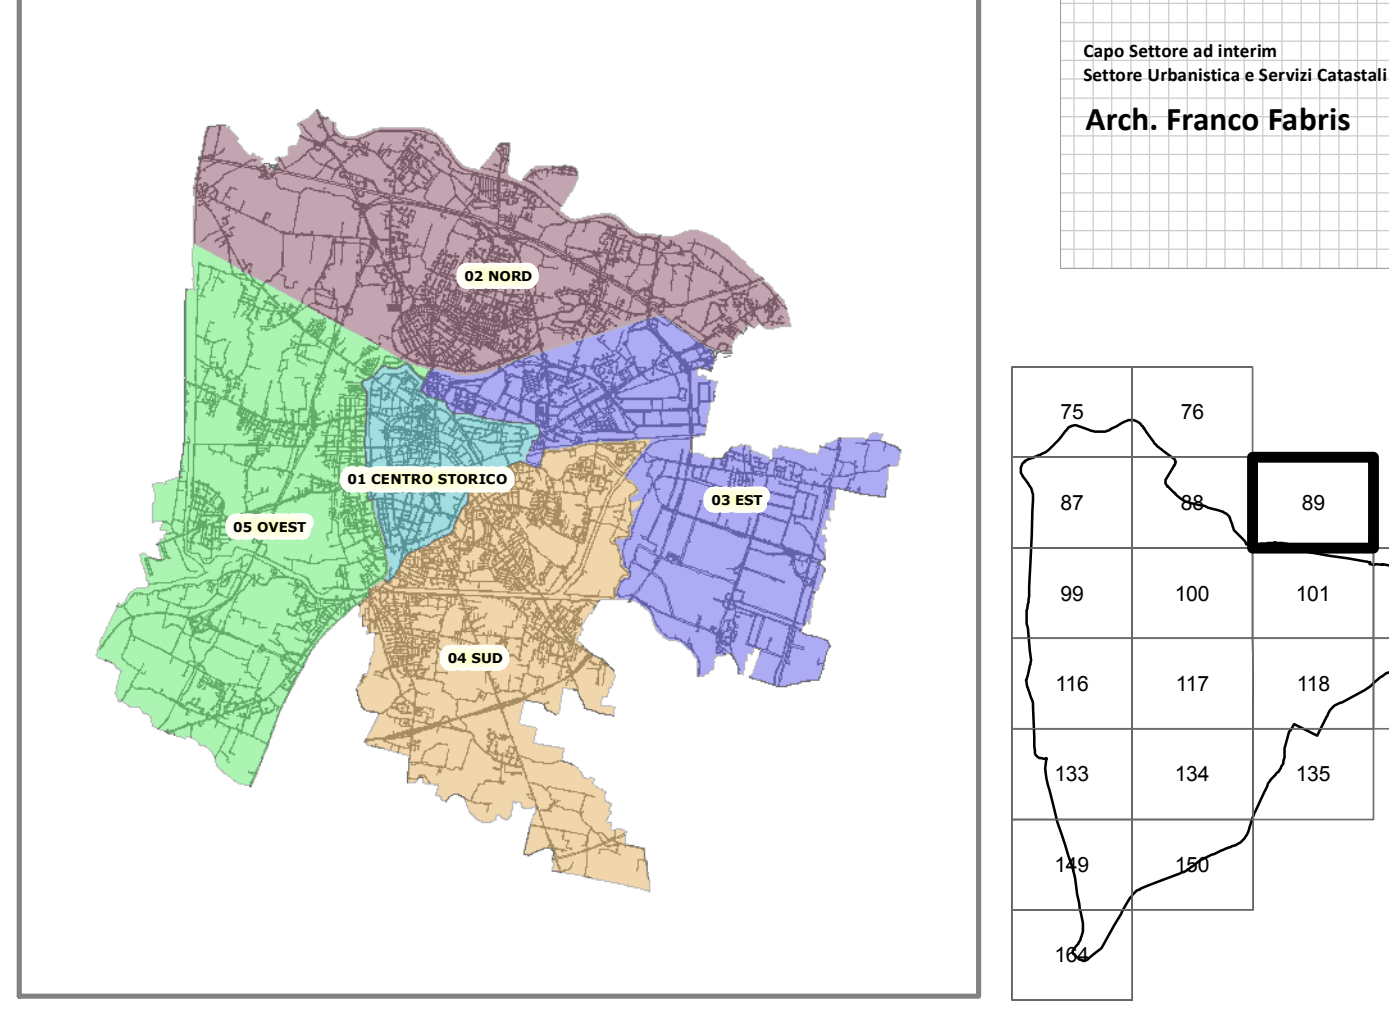 Capo Settore ad interim
Settore Urbanistica e Servizi Catastali
Arch. Franco Fabris
02 NORD
01 CENTRO STORICO
03 EST
05 OVEST
04 SUD
75 76
87 88 89
99 100 101
116 117 118
133 134 135
149 150
164